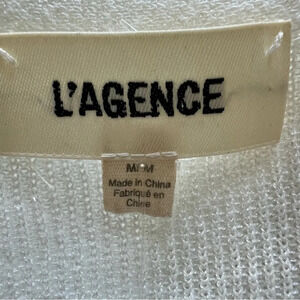 L'AGENCE
M M
Made in China
Fabriqué en
Chine